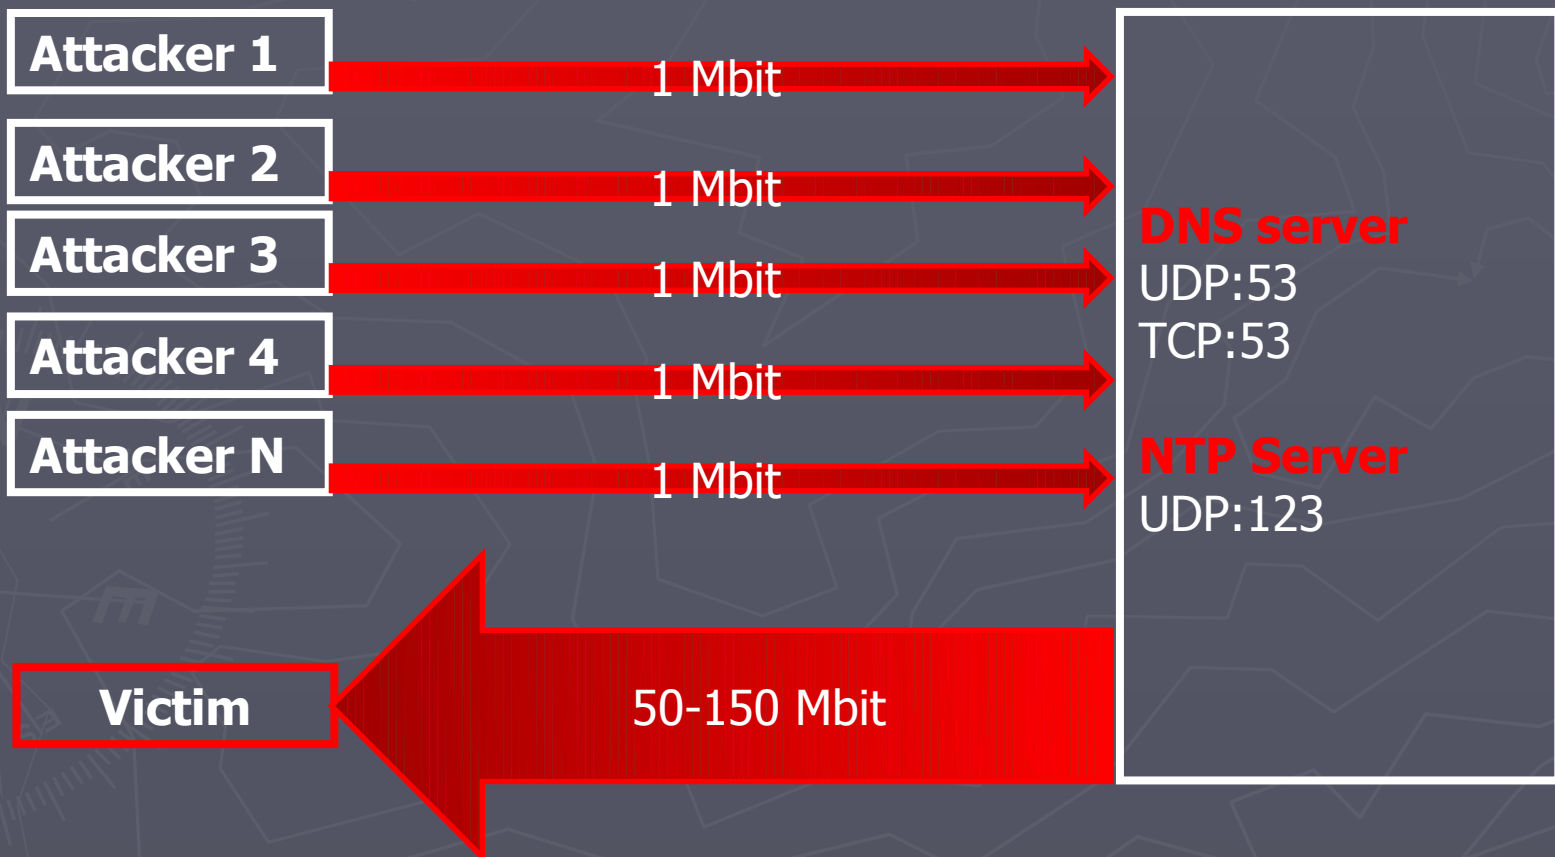 Attacker 1
1 Mbit
Attacker 2
1 Mbit
Attacker 3
1 Mbit
Attacker 4
1 Mbit
Attacker N
1 Mbit
DNS server
UDP:53
TCP:53
NTP Server
UDP:123
Victim
50-150 Mbit